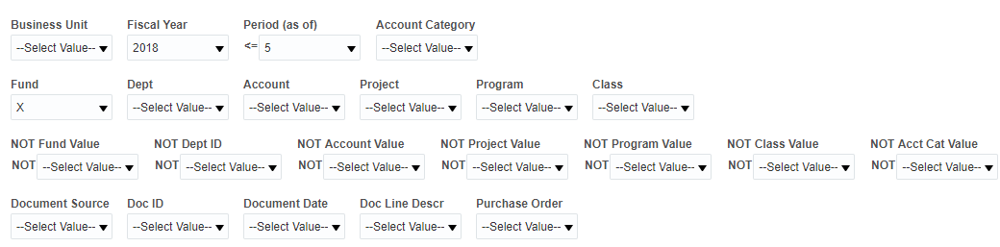 Business Unit Fiscal Year Period (as of) Account Category
--Select Value-- 2018 <= 5 --Select Value--
Fund Dept Account Project Program Class
X --Select Value-- --Select Value-- --Select Value-- --Select Value-- --Select Value--
NOT Fund Value NOT Dept ID NOT Account Value NOT Project Value NOT Program Value NOT Class Value NOT Acct Cat Value
NOT --Select Value-- NOT --Select Value-- NOT --Select Value-- NOT --Select Value-- NOT --Select Value-- NOT --Select Value-- NOT --Select Value--
Document Source Doc ID Document Date Doc Line Descr Purchase Order
--Select Value-- --Select Value-- --Select Value-- --Select Value-- --Select Value--